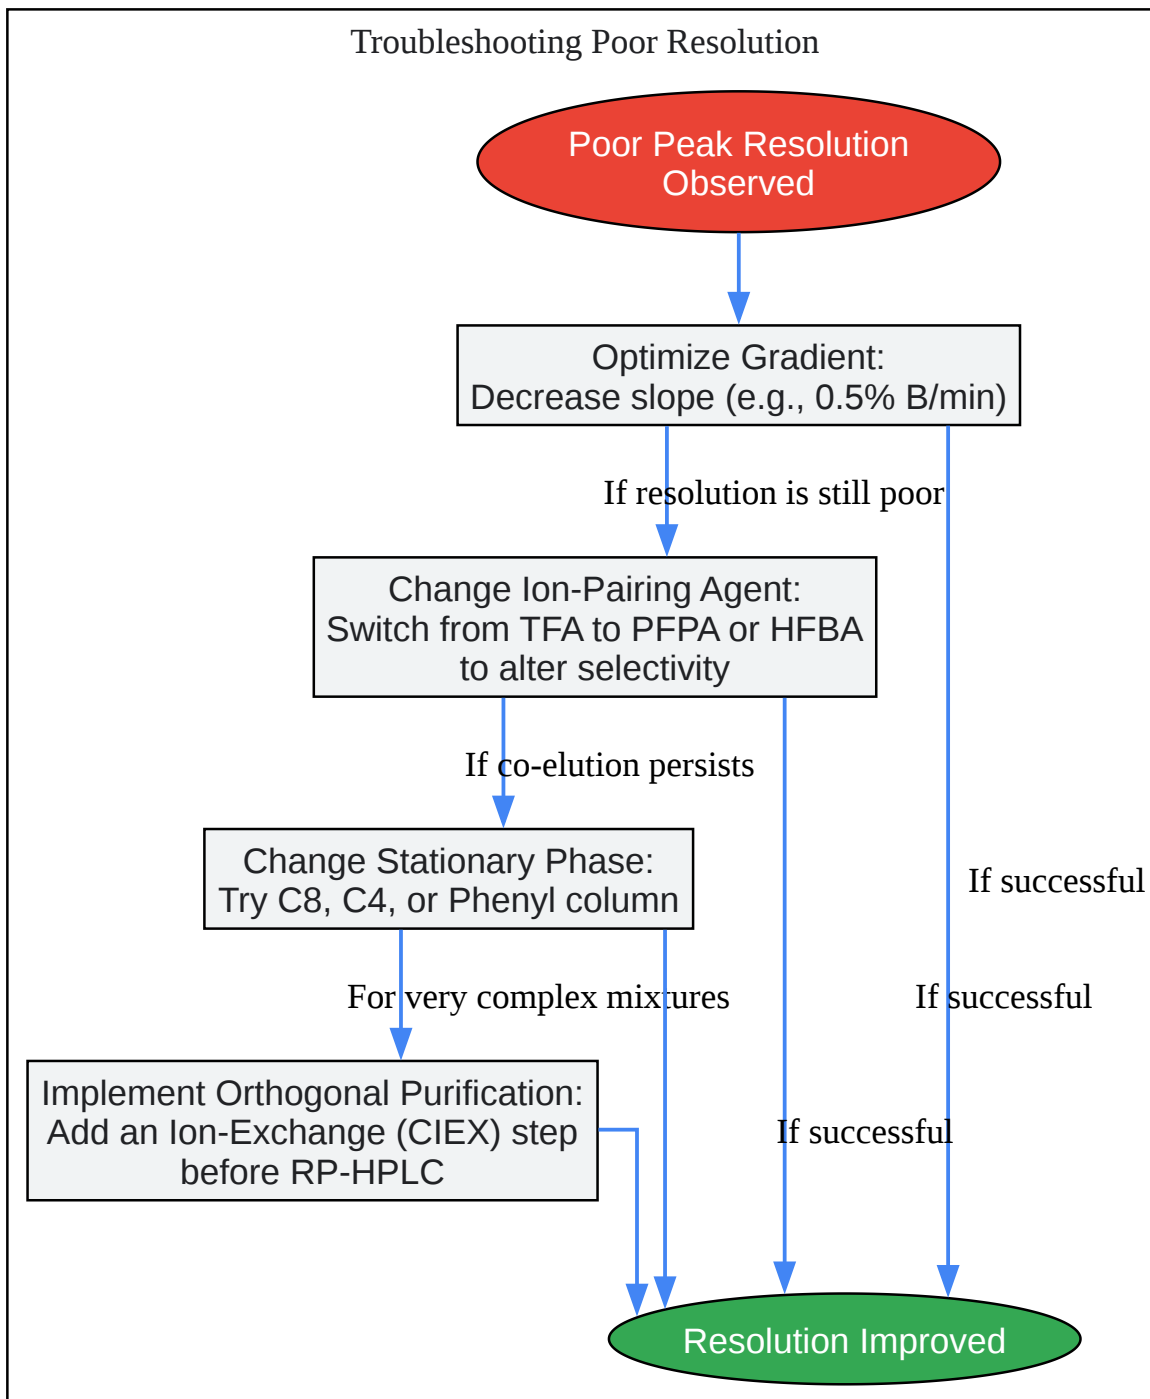 Troubleshooting Poor Resolution
Poor Peak Resolution
Observed
Optimize Gradient:
Decrease slope (e.g., 0.5% B/min)
If resolution is still poor
Change Ion-Pairing Agent:
Switch from TFA to PFPA or HFBA
to alter selectivity
If co-elution persists
Change Stationary Phase:
Try C8, C4, or Phenyl column
If successful
For very complex mixtures
If successful
Implement Orthogonal Purification:
Add an Ion-Exchange (CIEX) step
before RP-HPLC
If successful
Resolution Improved